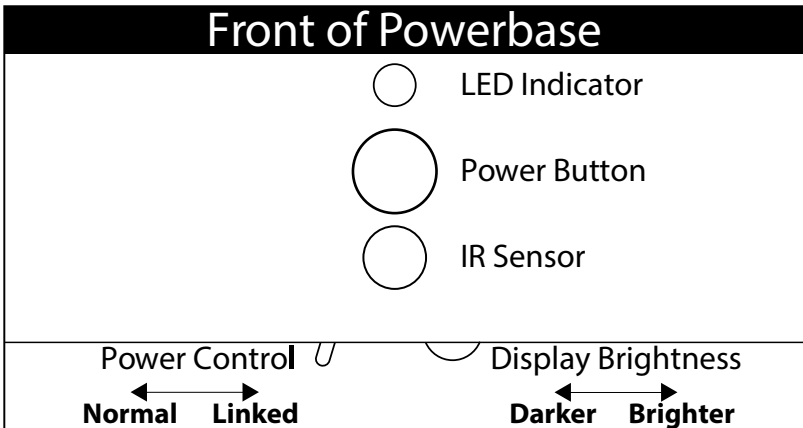 Front of Powerbase
LED Indicator
Power Button
IR Sensor
Power Control Display Brightness
Normal Linked Darker Brighter